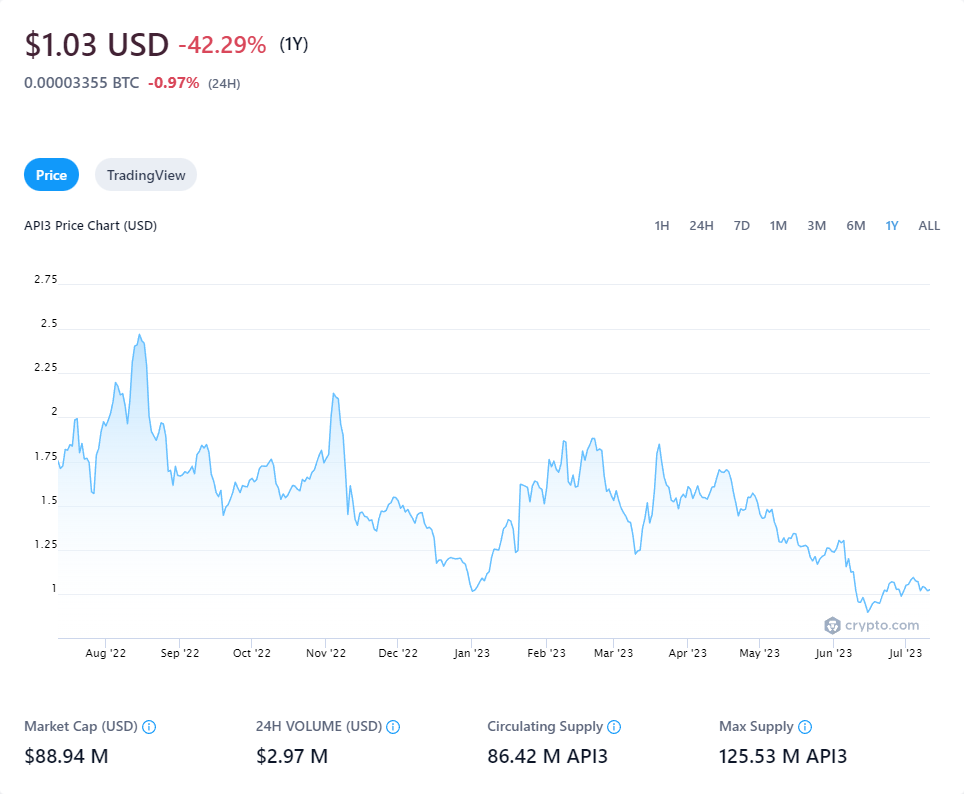 $1.03 USD -42.29% (1Y)
0.00003355 BTC -0.97% (24H)
Price TradingView
API3 Price Chart (USD) 1H 24H 7D 1M 3M 6M 1Y ALL
2.75
2.5
2.25
2
1.75
1.5
1.25
1
crypto.com
Aug '22 Sep '22 Oct '22 Nov '22 Dec '22 Jan '23 Feb '23 Mar '23 Apr '23 May '23 Jun '23 Jul '23
Market Cap (USD) 24H VOLUME (USD) Circulating Supply Max Supply
$88.94 M $2.97 M 86.42 M API3 125.53 M API3